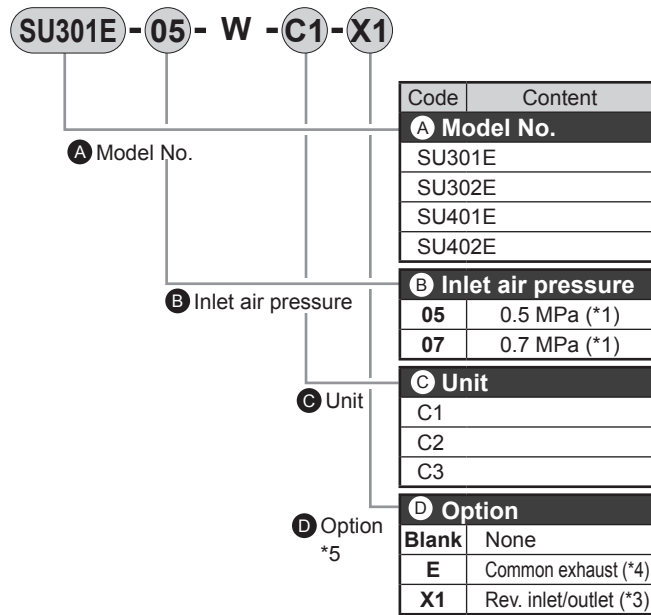 SU301E - 05 - W - C1 - X1
A Model No.
B Inlet air pressure
C Unit
D Option
*5
Code Content
A Model No.
SU301E
SU302E
SU401E
SU402E
B Inlet air pressure
05 0.5 MPa (*1)
07 0.7 MPa (*1)
C Unit
C1
C2
C3
D Option
Blank None
E Common exhaust (*4)
X1 Rev. inlet/outlet (*3)